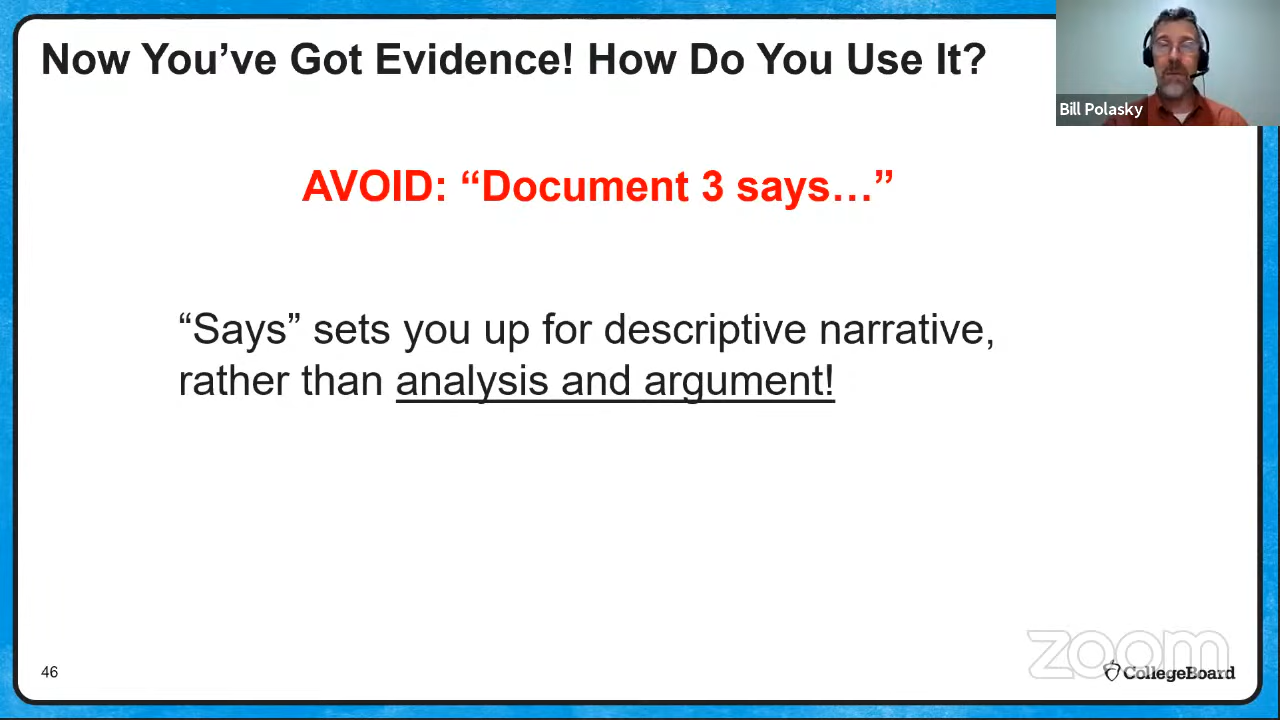 Now You’ve Got Evidence! How Do You Use It?
Bill Polasky
AVOID: “Document 3 says…”
“Says” sets you up for descriptive narrative,
rather than analysis and argument!
46
zoom
CollegeBoard